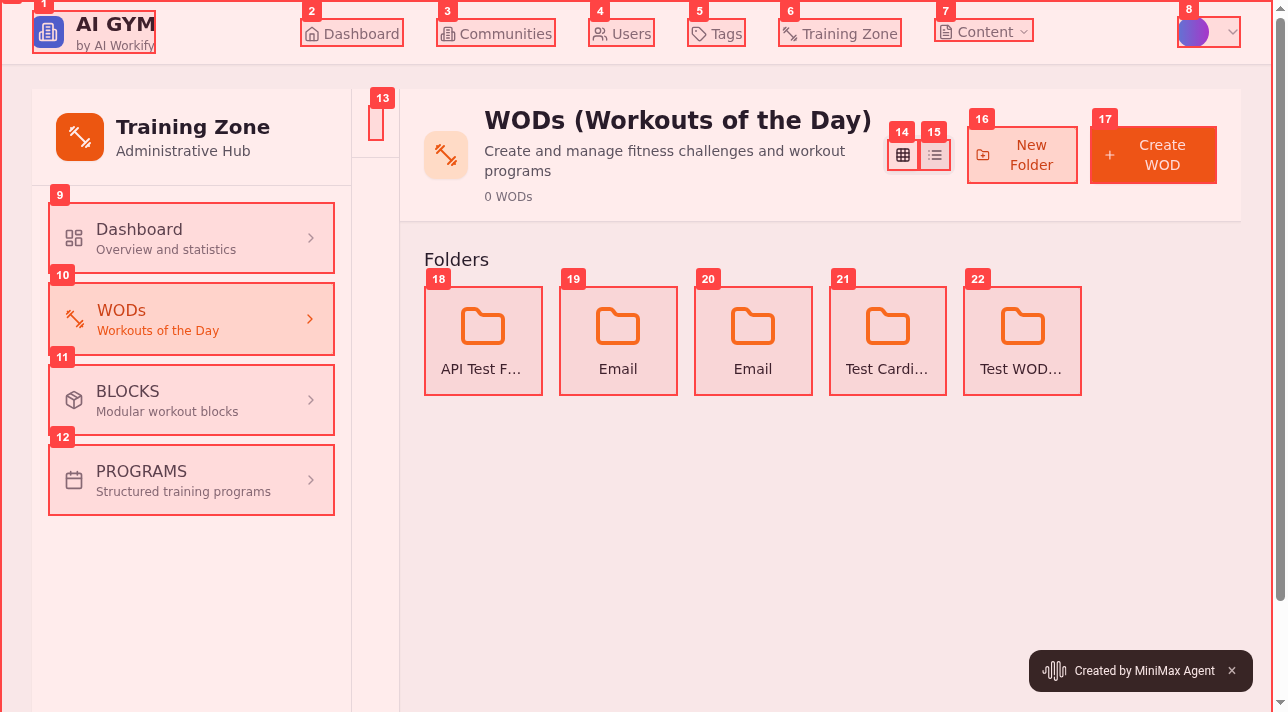 1
AI GYM
by AI Workify
2
Dashboard
3
Communities
4
Users
5
Tags
6
Training Zone
7
Content
8
Training Zone
Administrative Hub
9
Dashboard
Overview and statistics
10
WODs
Workouts of the Day
11
BLOCKS
Modular workout blocks
12
PROGRAMS
Structured training programs
13
WODs (Workouts of the Day)
Create and manage fitness challenges and workout
programs
0 WODs
14
15
16
New
Folder
17
Create
WOD
Folders
18
API Test F...
19
Email
20
Email
21
Test Cardi...
22
Test WOD...
Created by MiniMax Agent